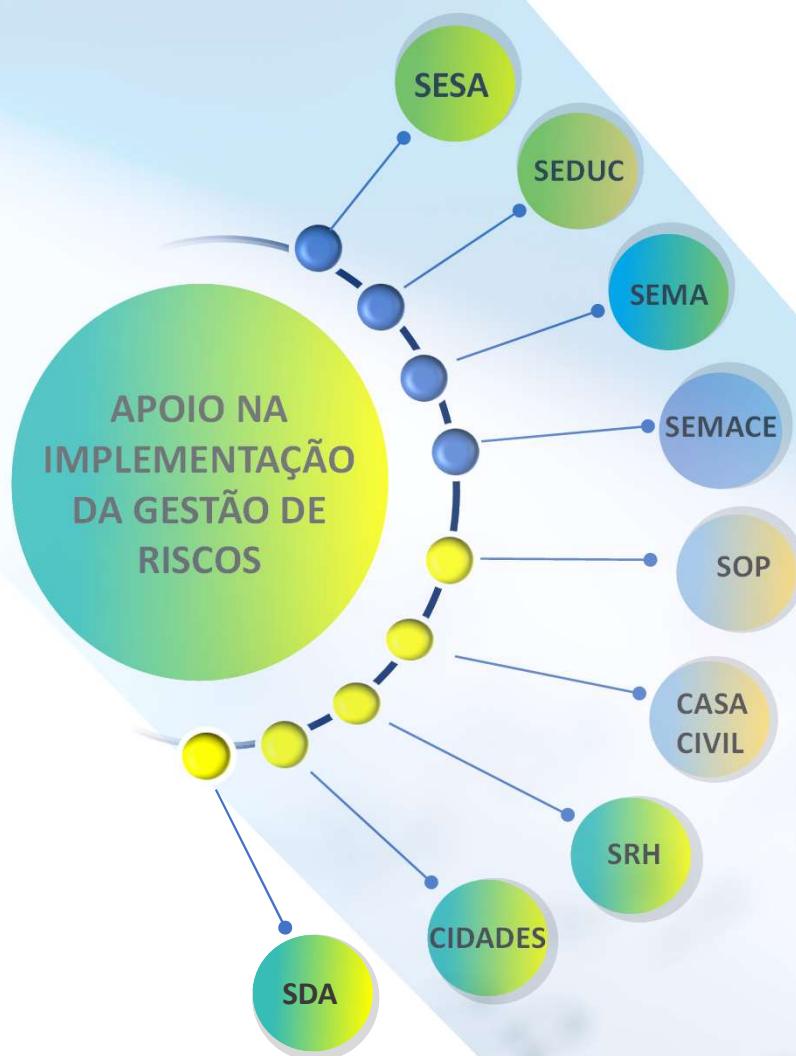 SESA
SEDUC
SEMA
APOIO NA
IMPLEMENTAÇÃO
DA GESTÃO DE
RISCOS
SEMACE
SOP
CASA
CIVIL
SRH
CIDADES
SDA